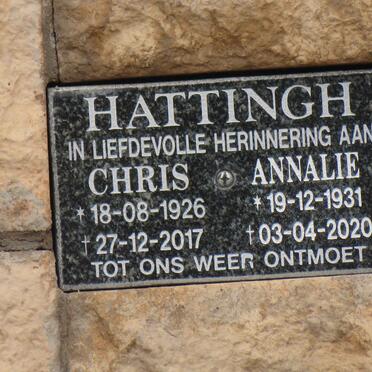 HATTINGH
IN LIEFDEVOLLE HERINNERING AAN
CHRIS ANNALIE
* 18-08-1926 * 19-12-1931
† 27-12-2017 † 03-04-2020
TOT ONS WEER ONTMOET